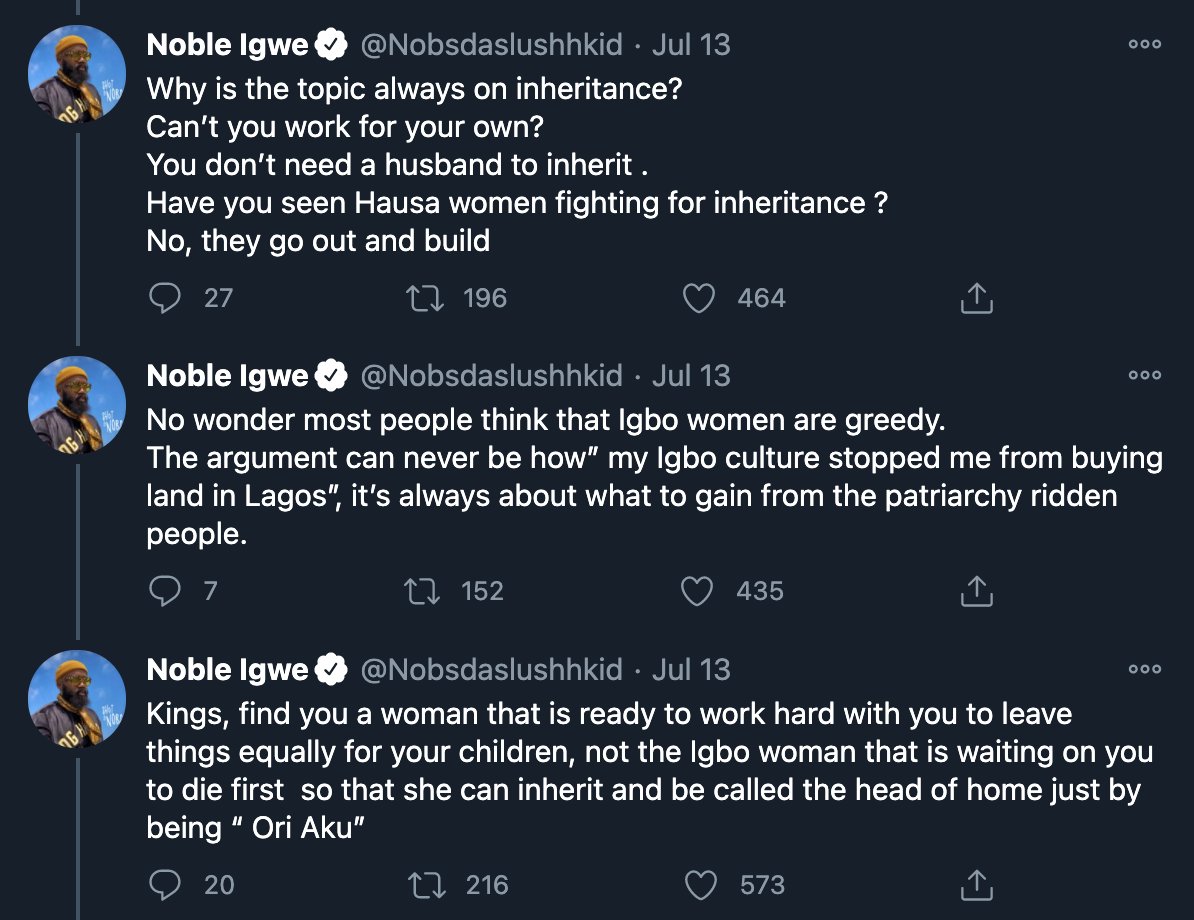 Noble Igwe @Nobsdaslushhkid · Jul 13
Why is the topic always on inheritance?
Can’t you work for your own?
You don’t need a husband to inherit .
Have you seen Hausa women fighting for inheritance ?
No, they go out and build
27 196 464
Noble Igwe @Nobsdaslushhkid · Jul 13
No wonder most people think that Igbo women are greedy.
The argument can never be how” my Igbo culture stopped me from buying
land in Lagos”, it’s always about what to gain from the patriarchy ridden
people.
7 152 435
Noble Igwe @Nobsdaslushhkid · Jul 13
Kings, find you a woman that is ready to work hard with you to leave
things equally for your children, not the Igbo woman that is waiting on you
to die first  so that she can inherit and be called the head of home just by
being “ Ori Aku”
20 216 573